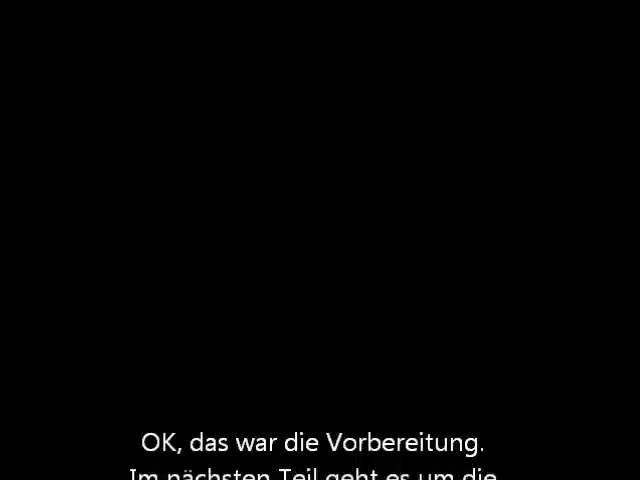 OK, das war die Vorbereitung.
Im nächsten Teil geht es um die